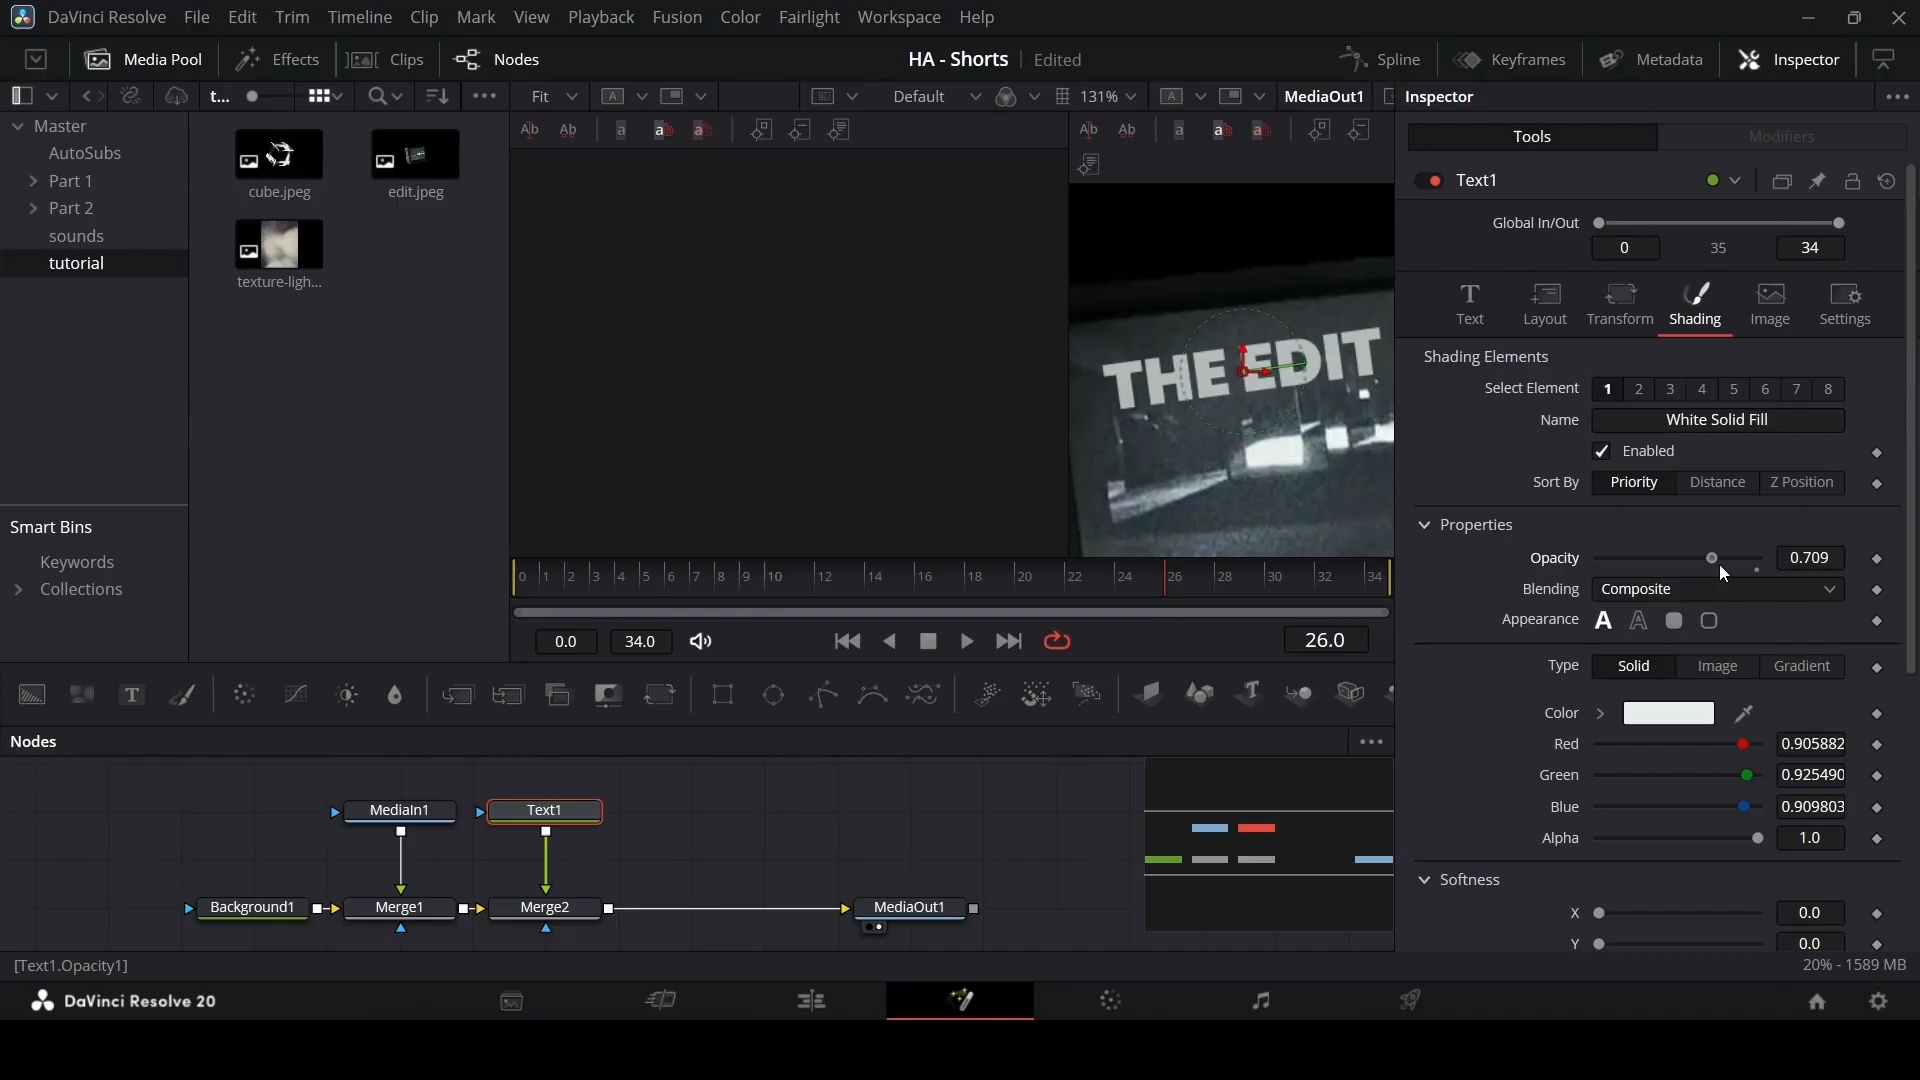 DaVinci Resolve File Edit Trim Timeline Clip Mark View Playback Fusion Color Fairlight Workspace Help
Media Pool Effects Clips Nodes HA - Shorts Edited Spline Keyframes Metadata Inspector
t... Fit Default 131% MediaOut1 Inspector
Master
AutoSubs
Part 1
Part 2
sounds
tutorial
Smart Bins
Keywords
Collections
cube.jpeg edit.jpeg
texture-ligh...
THE EDIT
0 1 2 3 4 5 6 7 8 9 10 12 14 16 18 20 22 24 26 28 30 32 34
0.0 34.0 26.0
Tools Modifiers
Text1
Global In/Out
0 35 34
Text Layout Transform Shading Image Settings
Shading Elements
Select Element 1 2 3 4 5 6 7 8
Name White Solid Fill
Enabled
Sort By Priority Distance Z Position
Properties
Opacity 0.709
Blending Composite
Appearance A A
Type Solid Image Gradient
Color
Red 0.905882
Green 0.925490
Blue 0.909803
Alpha 1.0
Softness
X 0.0
Y 0.0
Nodes
MediaIn1 Text1
Background1 Merge1 Merge2 MediaOut1
[Text1.Opacity1] 20% - 1589 MB
DaVinci Resolve 20